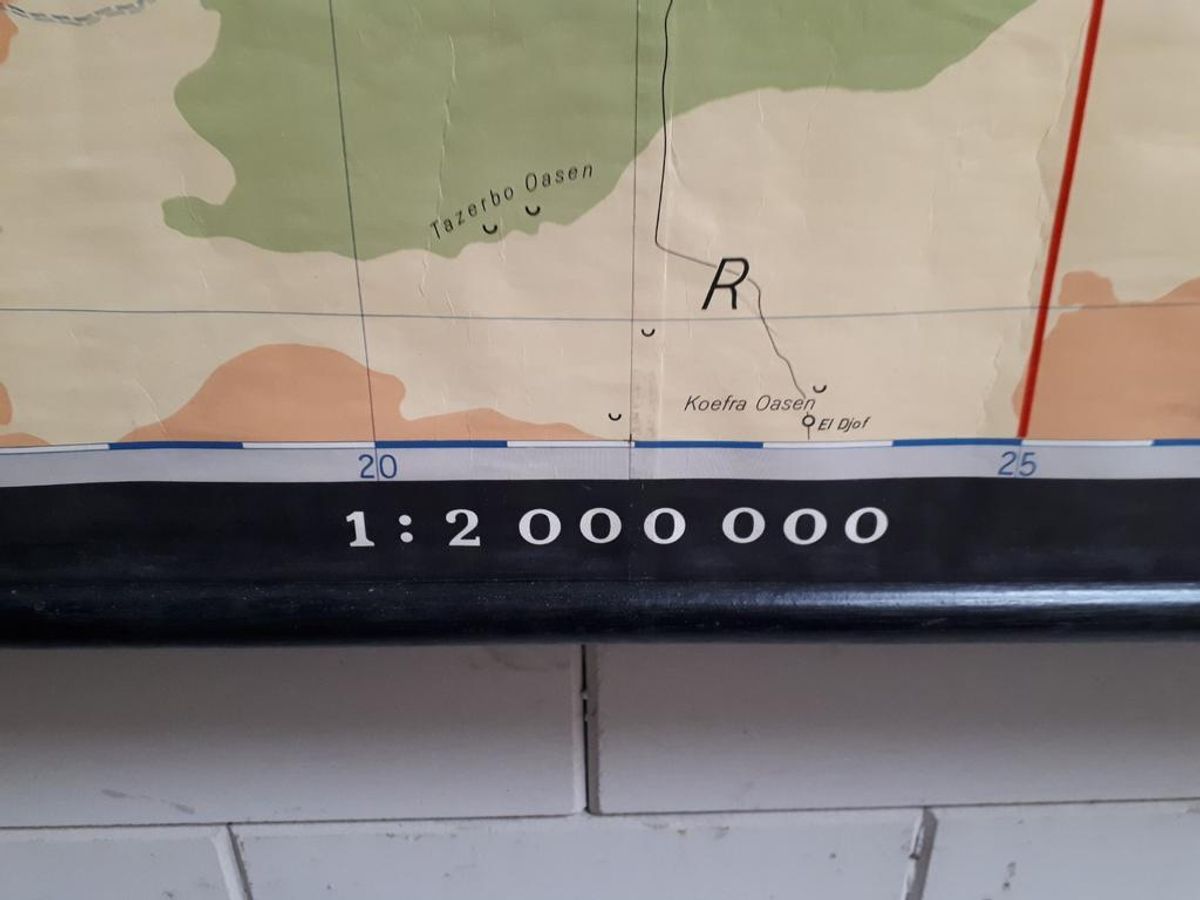 Tazerbo Oasen
R
Koefra Oasen
El Djof
20 25
1:2 000 000